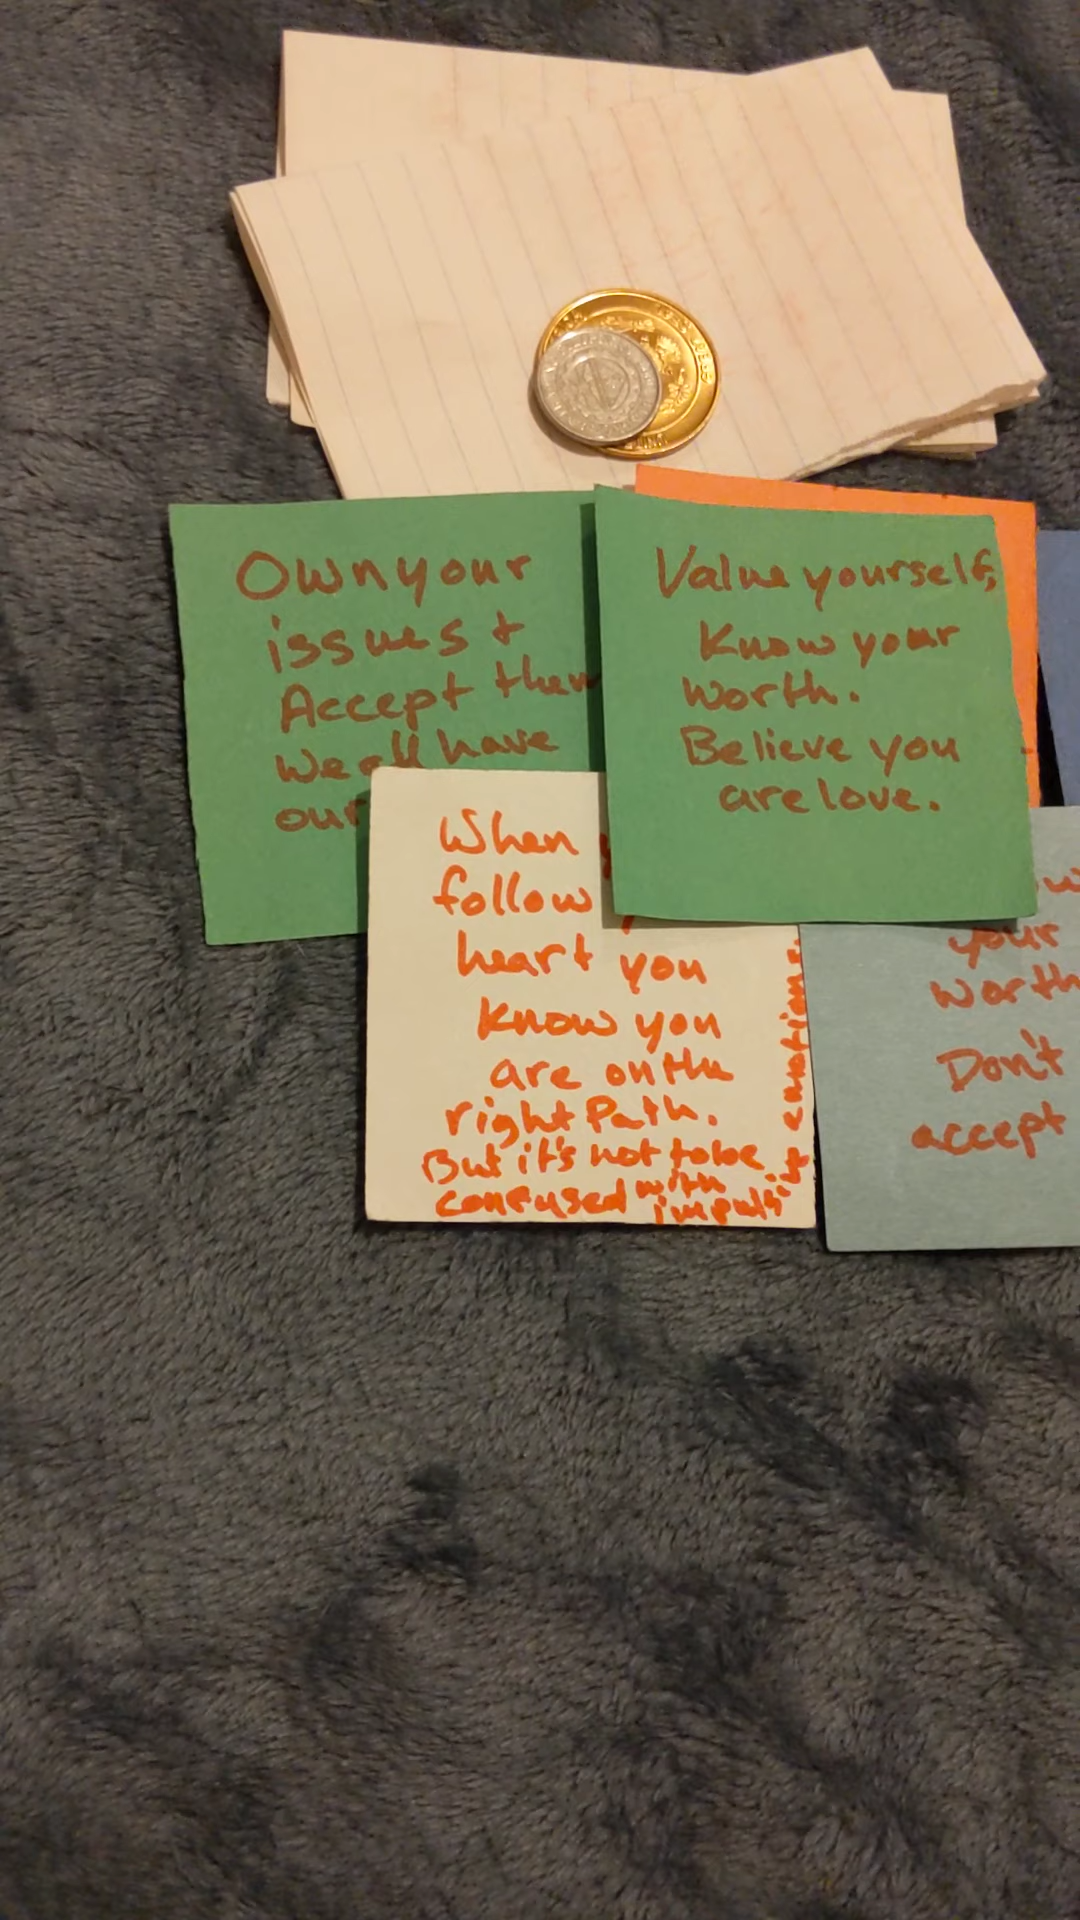 Own your
issues +
Accept them
We all have
our
Value yourself,
Know your
worth.
Believe you
are love.
When
follow
heart you
Know you
are on the
right Path.
But it's not to be
confused with
emotions.
your
worth
Don't
accept